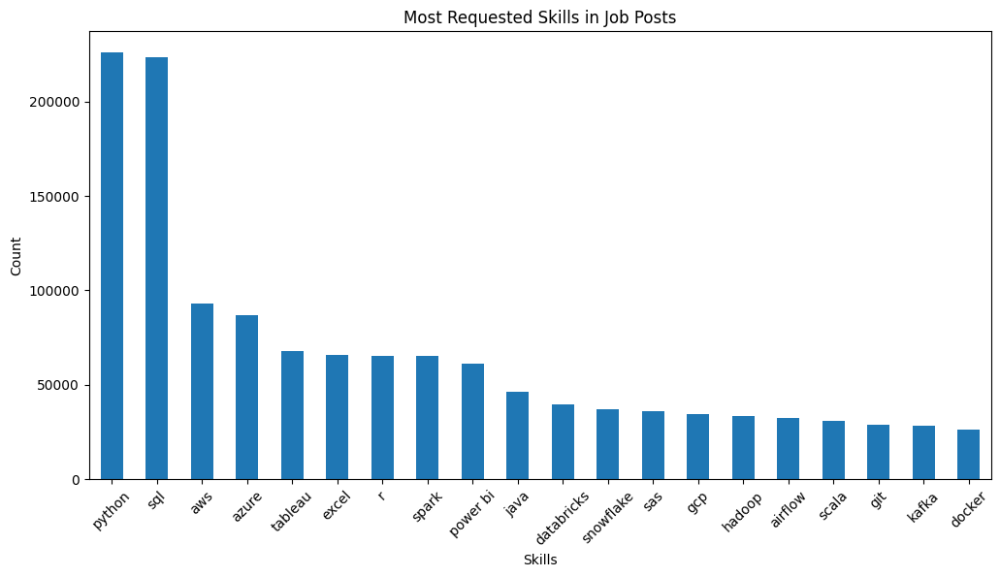 Most Requested Skills in Job Posts
200000
150000
100000
50000
0
Count
python
sql
aws
azure
tableau
excel
r
spark
power bi
java
databricks
snowflake
sas
gcp
hadoop
airflow
scala
git
kafka
docker
Skills